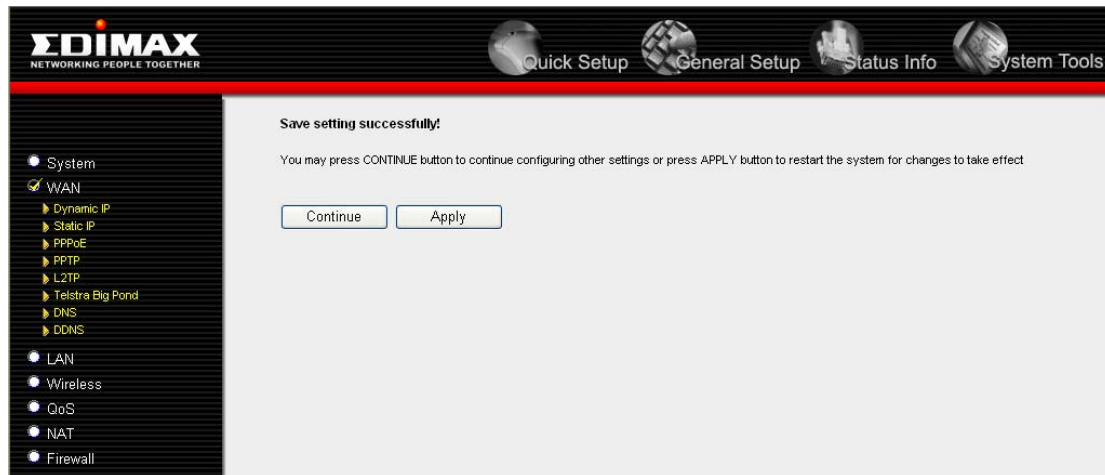 EDIMAX
NETWORKING PEOPLE TOGETHER
Quick Setup
General Setup
Status Info
System Tools
System
WAN
Dynamic IP
Static IP
PPPoE
PPTP
L2TP
Telstra Big Pond
DNS
DDNS
LAN
Wireless
QoS
NAT
Firewall
Save setting successfully!
You may press CONTINUE button to continue configuring other settings or press APPLY button to restart the system for changes to take effect
Continue
Apply